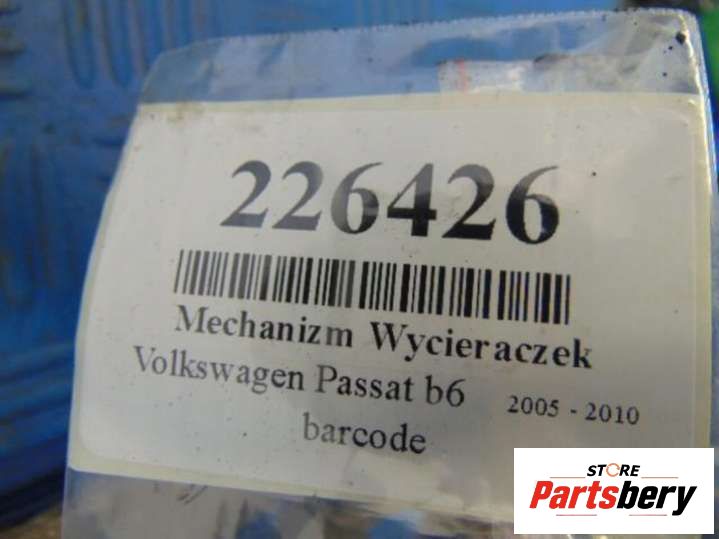 226426
Mechanizm Wycieraczek
Volkswagen Passat b6 2005 - 2010
barcode
STORE
Partsbery